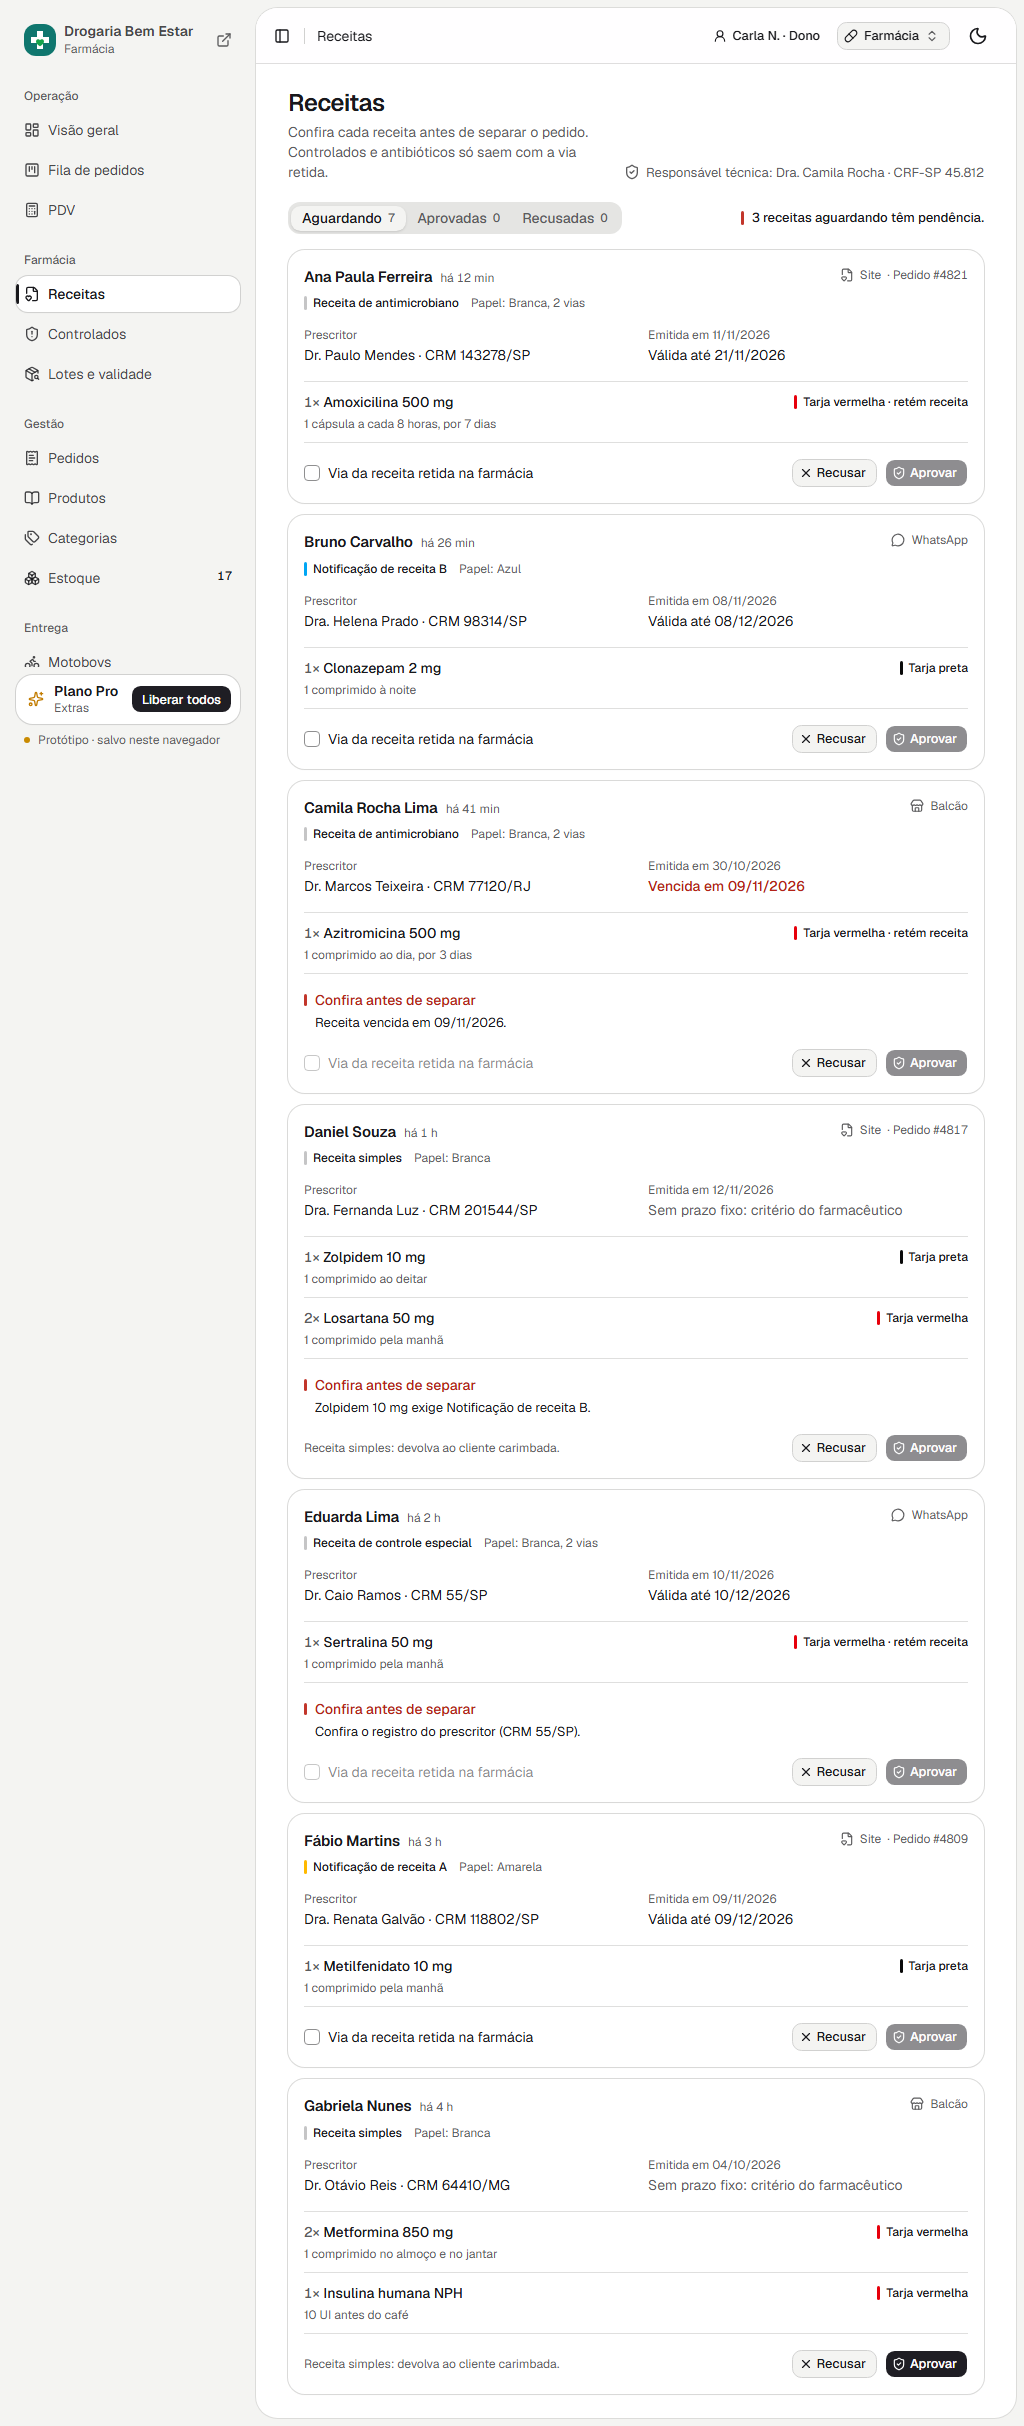 Drogaria Bem Estar
Farmácia
Operação
Visão geral
Fila de pedidos
PDV
Farmácia
Receitas
Controlados
Lotes e validade
Gestão
Pedidos
Produtos
Categorias
Estoque 17
Entrega
Motoboys
Plano Pro
Extras
Liberar todos
Protótipo · salvo neste navegador
Receitas
Carla N. · Dono
Farmácia
Receitas
Confira cada receita antes de separar o pedido.
Controlados e antibióticos só saem com a via
retida.
Responsável técnica: Dra. Camila Rocha · CRF-SP 45.812
Aguardando 7 Aprovadas 0 Recusadas 0
3 receitas aguardando têm pendência.
Ana Paula Ferreira há 12 min
Site · Pedido #4821
Receita de antimicrobiano Papel: Branca, 2 vias
Prescritor
Dr. Paulo Mendes · CRM 143278/SP
Emitida em 11/11/2026
Válida até 21/11/2026
1× Amoxicilina 500 mg
Tarja vermelha · retém receita
1 cápsula a cada 8 horas, por 7 dias
Via da receita retida na farmácia
Recusar
Aprovar
Bruno Carvalho há 26 min
WhatsApp
Notificação de receita B Papel: Azul
Prescritor
Dra. Helena Prado · CRM 98314/SP
Emitida em 08/11/2026
Válida até 08/12/2026
1× Clonazepam 2 mg
Tarja preta
1 comprimido à noite
Via da receita retida na farmácia
Recusar
Aprovar
Camila Rocha Lima há 41 min
Balcão
Receita de antimicrobiano Papel: Branca, 2 vias
Prescritor
Dr. Marcos Teixeira · CRM 77120/RJ
Emitida em 30/10/2026
Vencida em 09/11/2026
1× Azitromicina 500 mg
Tarja vermelha · retém receita
1 comprimido ao dia, por 3 dias
Confira antes de separar
Receita vencida em 09/11/2026.
Via da receita retida na farmácia
Recusar
Aprovar
Daniel Souza há 1 h
Site · Pedido #4817
Receita simples Papel: Branca
Prescritor
Dra. Fernanda Luz · CRM 201544/SP
Emitida em 12/11/2026
Sem prazo fixo: critério do farmacêutico
1× Zolpidem 10 mg
Tarja preta
1 comprimido ao deitar
2× Losartana 50 mg
Tarja vermelha
1 comprimido pela manhã
Confira antes de separar
Zolpidem 10 mg exige Notificação de receita B.
Receita simples: devolva ao cliente carimbada.
Recusar
Aprovar
Eduarda Lima há 2 h
WhatsApp
Receita de controle especial Papel: Branca, 2 vias
Prescritor
Dr. Caio Ramos · CRM 55/SP
Emitida em 10/11/2026
Válida até 10/12/2026
1× Sertralina 50 mg
Tarja vermelha · retém receita
1 comprimido pela manhã
Confira antes de separar
Confira o registro do prescritor (CRM 55/SP).
Via da receita retida na farmácia
Recusar
Aprovar
Fábio Martins há 3 h
Site · Pedido #4809
Notificação de receita A Papel: Amarela
Prescritor
Dra. Renata Galvão · CRM 118802/SP
Emitida em 09/11/2026
Válida até 09/12/2026
1× Metilfenidato 10 mg
Tarja preta
1 comprimido pela manhã
Via da receita retida na farmácia
Recusar
Aprovar
Gabriela Nunes há 4 h
Balcão
Receita simples Papel: Branca
Prescritor
Dr. Otávio Reis · CRM 64410/MG
Emitida em 04/10/2026
Sem prazo fixo: critério do farmacêutico
2× Metformina 850 mg
Tarja vermelha
1 comprimido no almoço e no jantar
1× Insulina humana NPH
Tarja vermelha
10 UI antes do café
Receita simples: devolva ao cliente carimbada.
Recusar
Aprovar